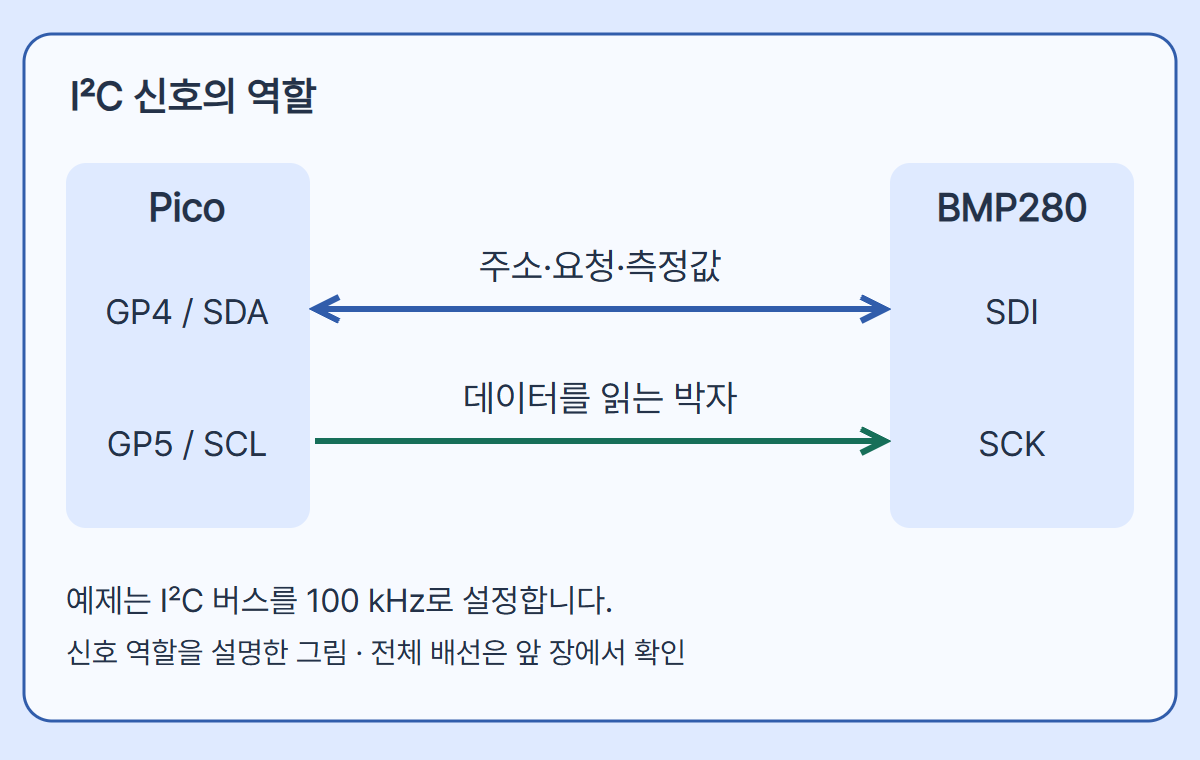 I²C 신호의 역할
Pico
BMP280
주소·요청·측정값
GP4 / SDA
SDI
데이터를 읽는 박자
GP5 / SCL
SCK
예제는 I²C 버스를 100 kHz로 설정합니다.
신호 역할을 설명한 그림 · 전체 배선은 앞 장에서 확인